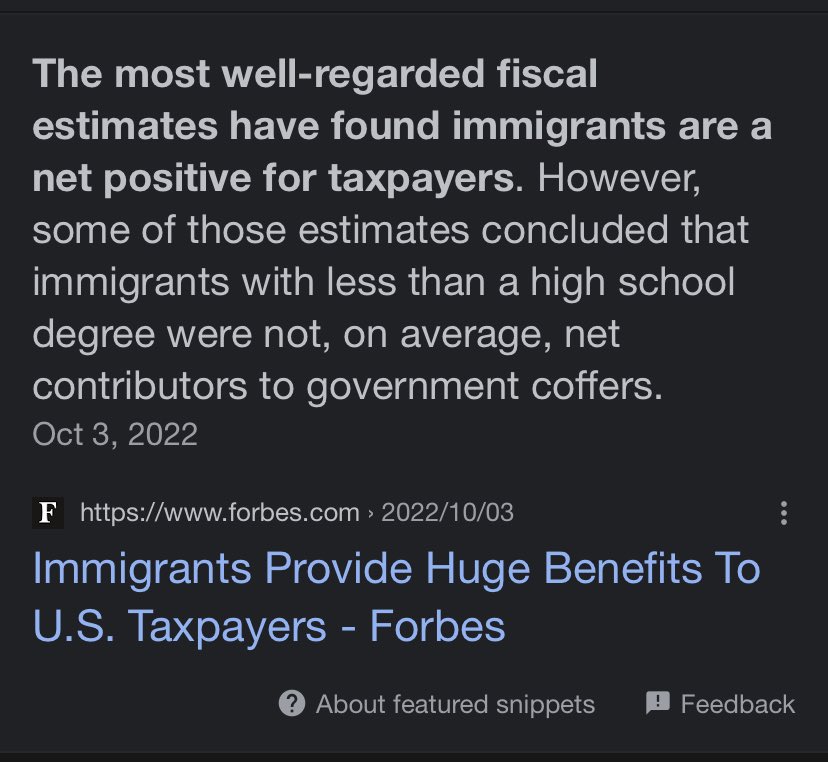 The most well-regarded fiscal
estimates have found immigrants are a
net positive for taxpayers. However,
some of those estimates concluded that
immigrants with less than a high school
degree were not, on average, net
contributors to government coffers.
Oct 3, 2022
F https://www.forbes.com › 2022/10/03
Immigrants Provide Huge Benefits To
U.S. Taxpayers - Forbes
About featured snippets Feedback